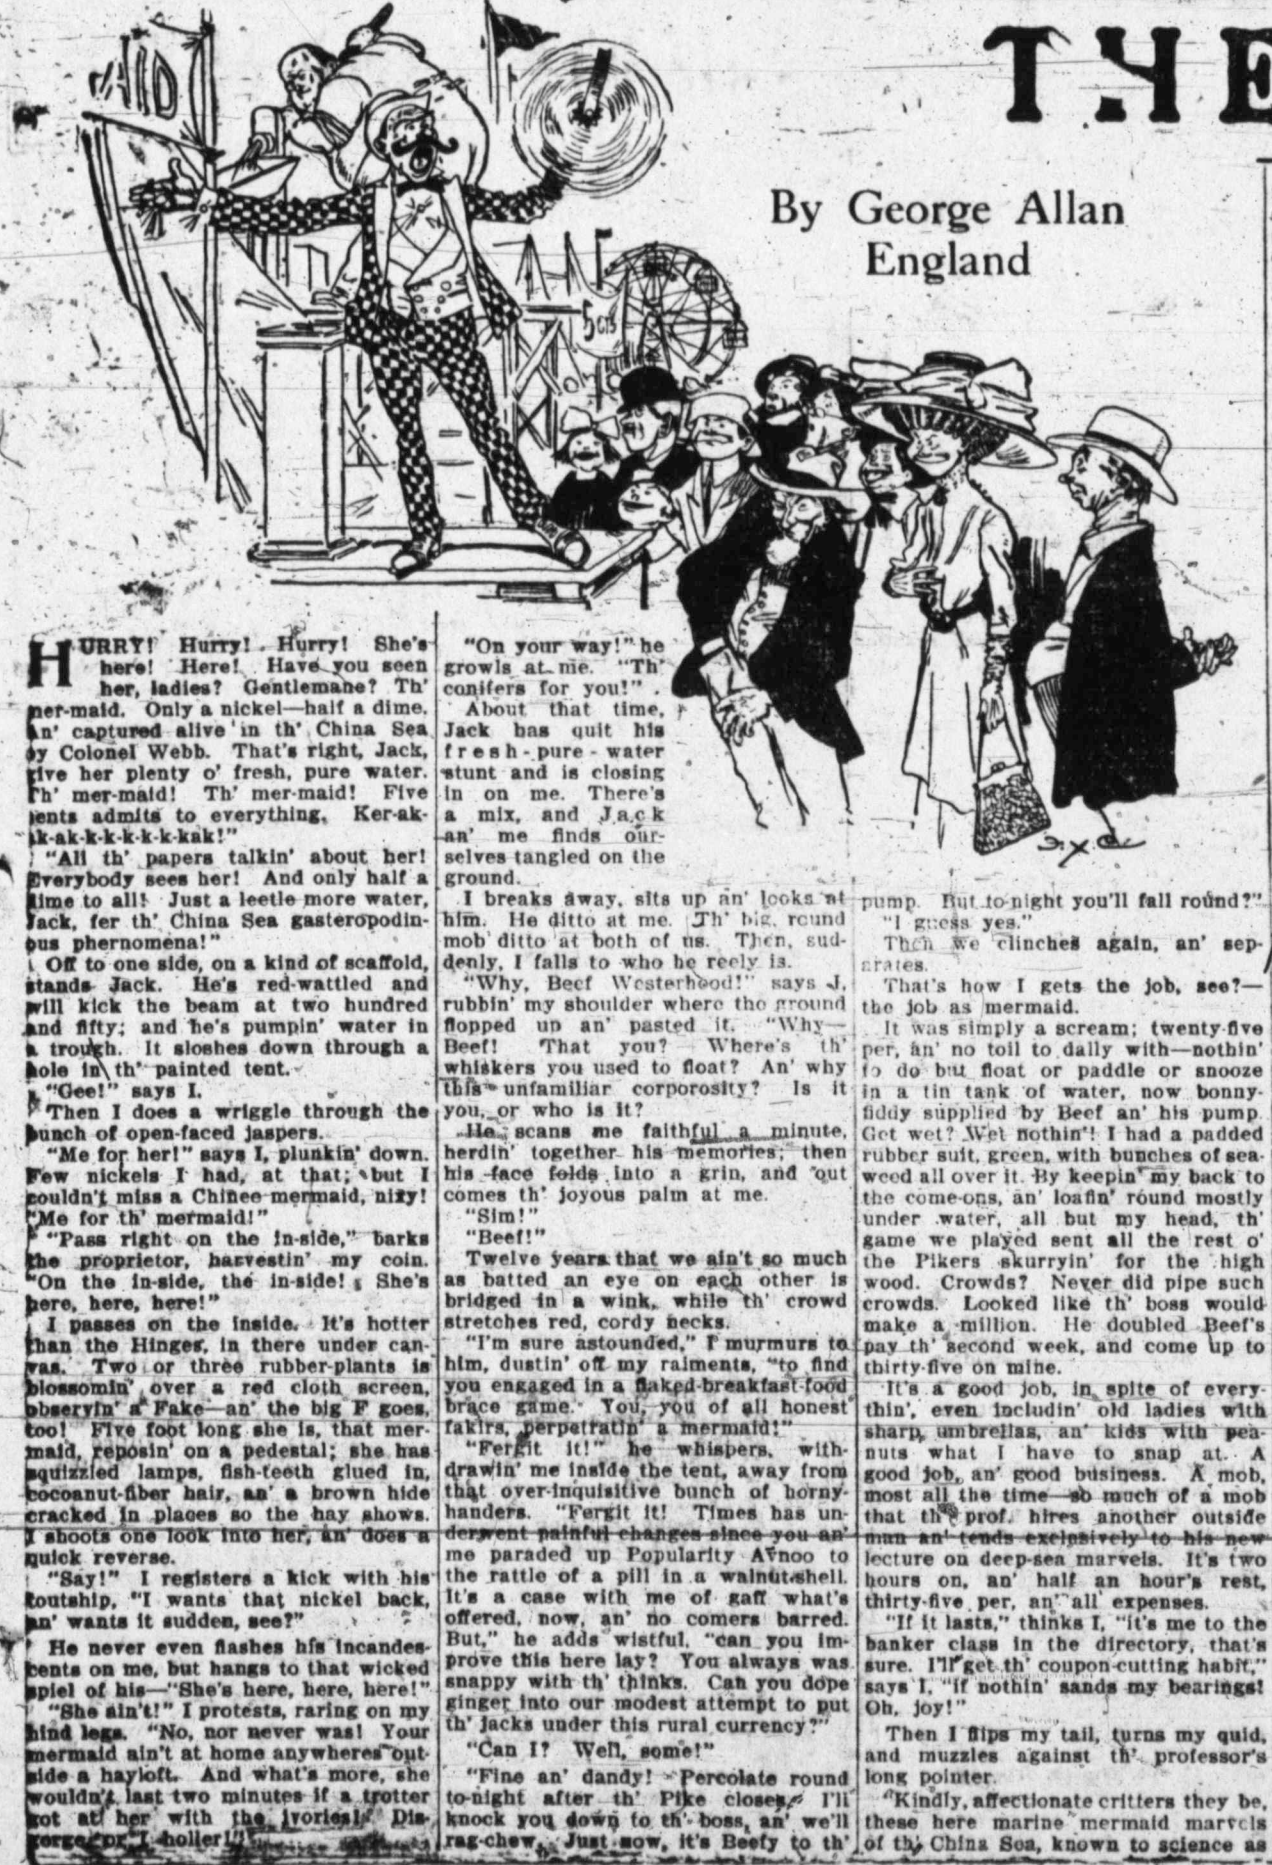 THE
By George Allan
England
AID
5 CTS
HURRY! Hurry! Hurry! She's
here! Here! Have you seen
her, ladies? Gentlemane? Th'
mer-maid. Only a nickel—half a dime.
An' captured alive in th' China Sea
by Colonel Webb. That's right, Jack,
give her plenty o' fresh, pure water.
Th' mer-maid! Th' mer-maid! Five
cents admits to everything. Ker-ak-
ak-ak-k-k-k-k-k-kak!"
"All th' papers talkin' about her!
Everybody sees her! And only half a
dime to all! Just a leetle more water,
Jack, fer th' China Sea gasteropodin-
ous phernomena!"
Off to one side, on a kind of scaffold,
stands Jack. He's red-wattled and
will kick the beam at two hundred
and fifty; and he's pumpin' water in
a trough. It sloshes down through a
hole in th' painted tent.
"Gee!" says I.
Then I does a wriggle through the
bunch of open-faced jaspers.
"Me for her!" says I, plunkin' down.
Few nickels I had, at that; but I
couldn't miss a Chinee mermaid, nixy!
"Me for th' mermaid!"
"Pass right on the in-side," barks
the proprietor, harvestin' my coin.
"On the in-side, the in-side! She's
here, here, here!"
I passes on the inside. It's hotter
than the Hinges, in there under can-
vas. Two or three rubber-plants is
blossomin' over a red cloth screen,
observin' a Fake—an' the big F goes,
too! Five foot long she is, that mer-
maid, reposin' on a pedestal; she has
squizzled lamps, fish-teeth glued in,
cocoanut-fiber hair, an' a brown hide
cracked in places so the hay shows.
I shoots one look into her, an' does a
quick reverse.
"Say!" I registers a kick with his
toutship, "I wants that nickel back,
an' wants it sudden, see?"
He never even flashes his incandes-
cents on me, but hangs to that wicked
spiel of his—"She's here, here, here!"
"She ain't!" I protests, raring on my
hind legs. "No, nor never was! Your
mermaid ain't at home anywheres out-
side a hayloft. And what's more, she
wouldn't last two minutes if a trotter
got at her with the ivories! Dis-
gorge, or I holler!"
"On your way!" he
growls at me. "Th'
conifers for you!"
About that time,
Jack has quit his
fresh-pure-water
stunt and is closing
in on me. There's
a mix, and Jack
an' me finds our-
selves tangled on the
ground.
I breaks away, sits up an' looks at
him. He ditto at me. Th' big, round
mob ditto at both of us. Then, sud-
denly, I falls to who he reely is.
"Why, Beef Westerhood!" says I,
rubbin' my shoulder where the ground
flopped up an' pasted it. "Why—
Beef! That you? Where's th'
whiskers you used to float? An' why
this unfamiliar corporosity? Is it
you, or who is it?
He scans me faithful a minute,
herdin' together his memories; then
his face folds into a grin, and out
comes th' joyous palm at me.
"Sim!"
"Beef!"
Twelve years that we ain't so much
as batted an eye on each other is
bridged in a wink, while th' crowd
stretches red, cordy necks.
"I'm sure astounded," I murmurs to
him, dustin' off my raiments, "to find
you engaged in a flaked-breakfast-food
brace game. You, you of all honest
fakirs, perpetratin' a mermaid!"
"Fergit it!" he whispers, with-
drawin' me inside the tent, away from
that over-inquisitive bunch of horny-
handers. "Fergit it! Times has un-
derwent painful changes since you an'
me paraded up Popularity Avnoo to
the rattle of a pill in a walnut-shell.
It's a case with me of gaff what's
offered, now, an' no comers barred.
But," he adds wistful, "can you im-
prove this here lay? You always was
snappy with th' thinks. Can you dope
ginger into our modest attempt to put
th' jacks under this rural currency?"
"Can I? Well, some!"
"Fine an' dandy! Percolate round
to-night after th' Pike closes. I'll
knock you down to th' boss, an' we'll
rag-chew. Just now, it's Beefy to th'
pump. But to-night you'll fall round?"
"I guess yes."
Then we clinches again, an' sep-
arates.
That's how I gets the job, see?—
the job as mermaid.
It was simply a scream; twenty-five
per, an' no toil to dally with—nothin'
to do but float or paddle or snooze
in a tin tank of water, now bonny-
fiddy supplied by Beef an' his pump.
Get wet? Wet nothin'! I had a padded
rubber suit, green, with bunches of sea-
weed all over it. By keepin' my back to
the come-ons, an' loafin' round mostly
under water, all but my head, th'
game we played sent all the rest o'
the Pikers skurryin' for the high
wood. Crowds? Never did pipe such
crowds. Looked like th' boss would
make a million. He doubled Beef's
pay th' second week, and come up to
thirty-five on mine.
It's a good job, in spite of every-
thin', even includin' old ladies with
sharp umbrellas, an' kids with pea-
nuts what I have to snap at. A
good job, an' good business. A mob,
most all the time—so much of a mob
that th' prof. hires another outside
man an' tends exclusively to his new
lecture on deep-sea marvels. It's two
hours on, an' half an hour's rest,
thirty-five per, an' all expenses.
"If it lasts," thinks I, "it's me to the
banker class in the directory, that's
sure. I'll get th' coupon-cutting habit,"
says I, "if nothin' sands my bearings!
Oh, joy!"
Then I flips my tail, turns my quid,
and muzzles against th' professor's
long pointer.
"Kindly, affectionate critters they be,
these here marine mermaid marvels
of th' China Sea, known to science as